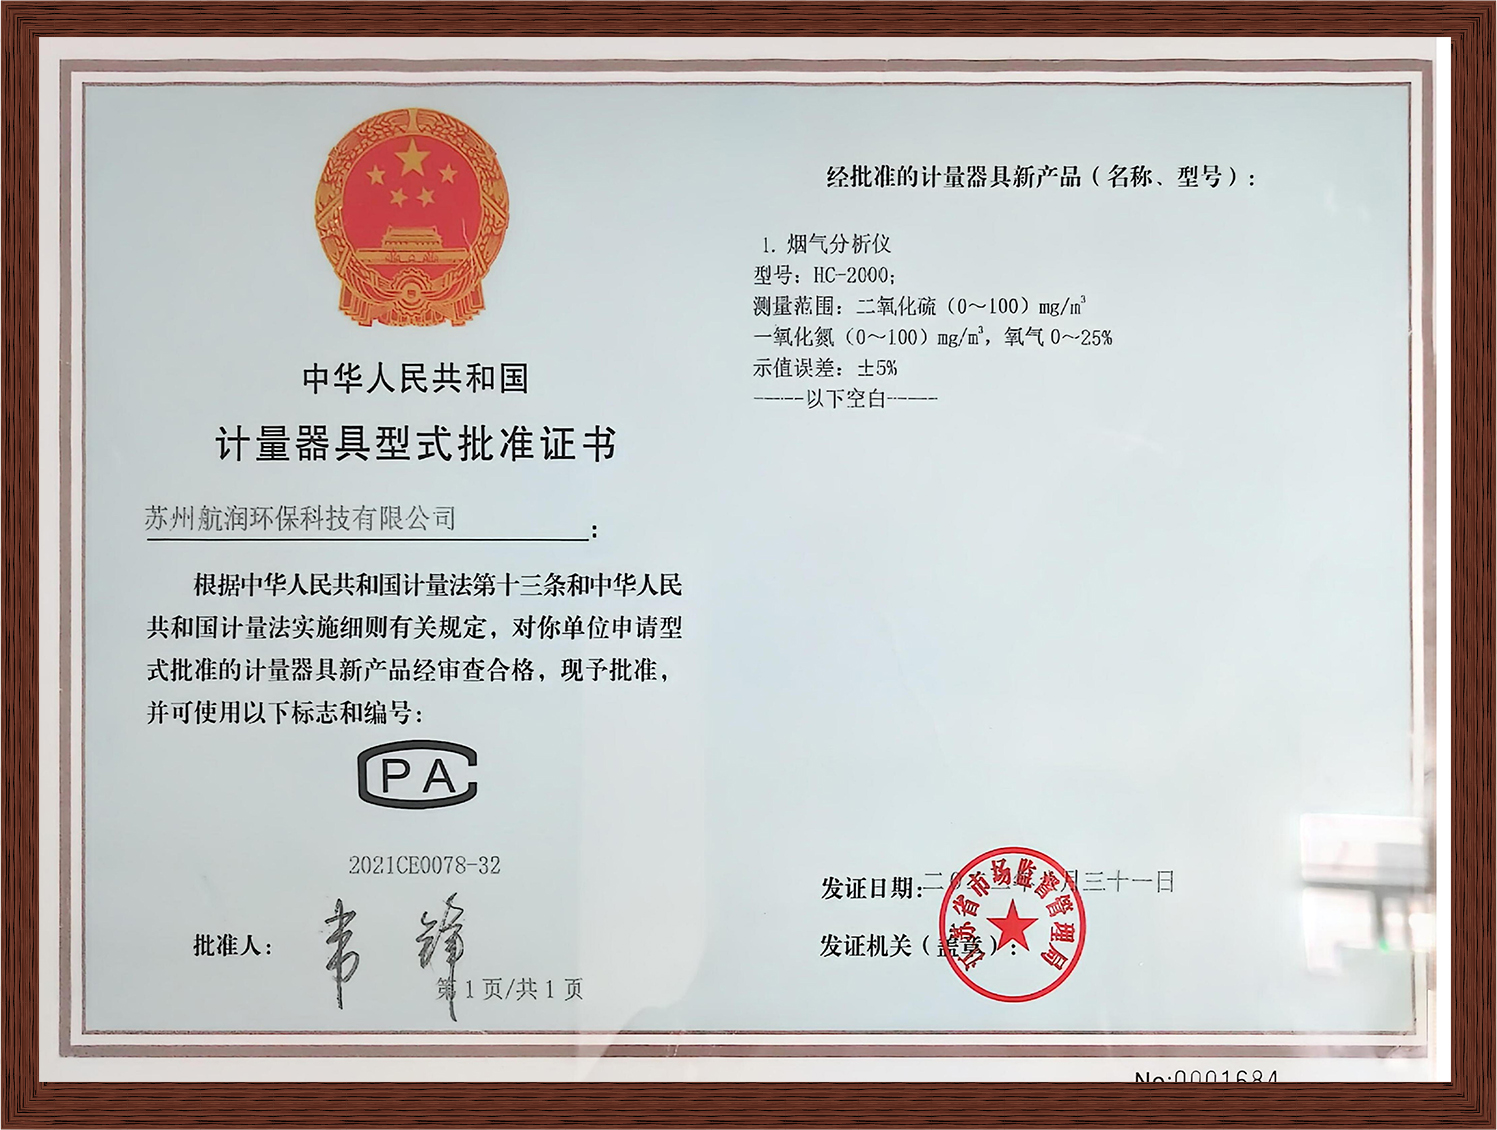 中华人民共和国
计量器具型式批准证书
苏州航润环保科技有限公司:
根据中华人民共和国计量法第十三条和中华人民
共和国计量法实施细则有关规定，对你单位申请型
式批准的计量器具新产品经审查合格，现予批准，
并可使用以下标志和编号：
CPA
2021CE0078-32
批准人：
第 1 页/共 1 页
经批准的计量器具新产品（名称、型号）：
1. 烟气分析仪
型号：HC-2000；
测量范围：二氧化硫（0～100）mg/m³
一氧化氮（0～100）mg/m³，氧气 0～25%
示值误差：±5%
-----以下空白-----
发证日期：二〇二 年 月三十一日
发证机关（盖章）：
江苏省市场监督管理局
No:0001684